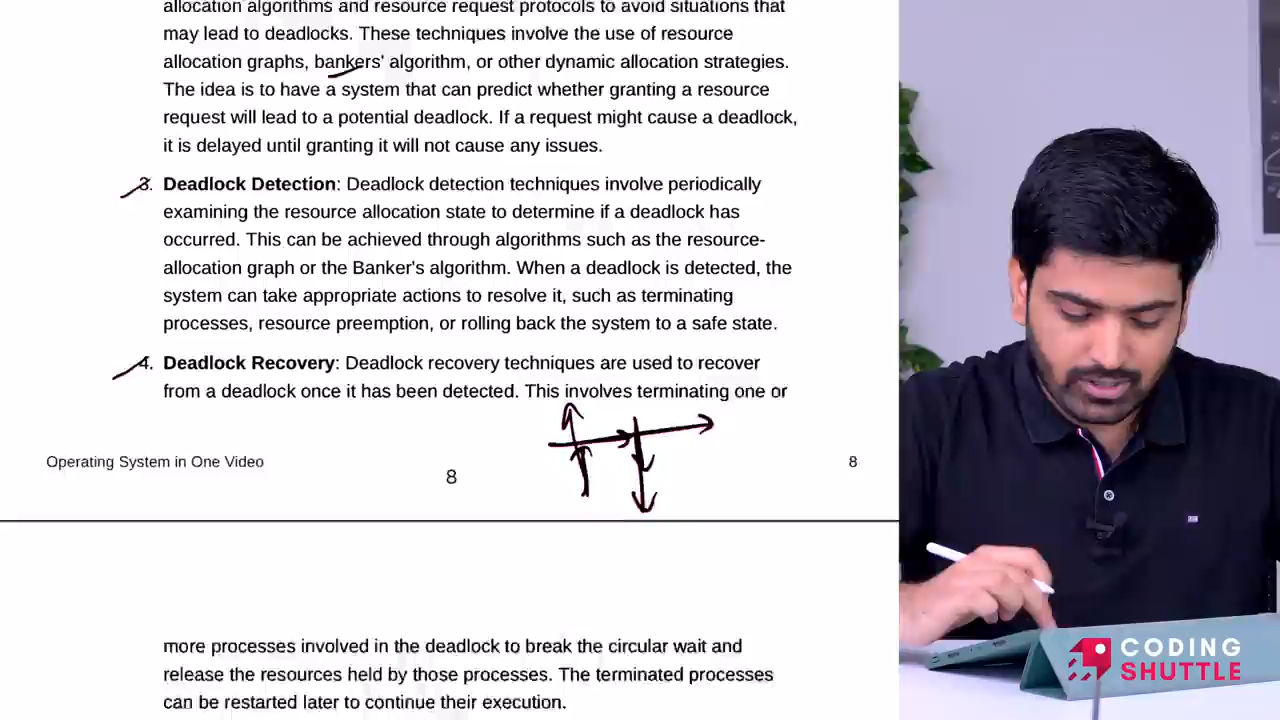 allocation algorithms and resource request protocols to avoid situations that
may lead to deadlocks. These techniques involve the use of resource
allocation graphs, bankers' algorithm, or other dynamic allocation strategies.
The idea is to have a system that can predict whether granting a resource
request will lead to a potential deadlock. If a request might cause a deadlock,
it is delayed until granting it will not cause any issues.
3. Deadlock Detection: Deadlock detection techniques involve periodically
examining the resource allocation state to determine if a deadlock has
occurred. This can be achieved through algorithms such as the resource-
allocation graph or the Banker's algorithm. When a deadlock is detected, the
system can take appropriate actions to resolve it, such as terminating
processes, resource preemption, or rolling back the system to a safe state.
4. Deadlock Recovery: Deadlock recovery techniques are used to recover
from a deadlock once it has been detected. This involves terminating one or
Operating System in One Video
8
8
more processes involved in the deadlock to break the circular wait and
release the resources held by those processes. The terminated processes
can be restarted later to continue their execution.
CODING
SHUTTLE